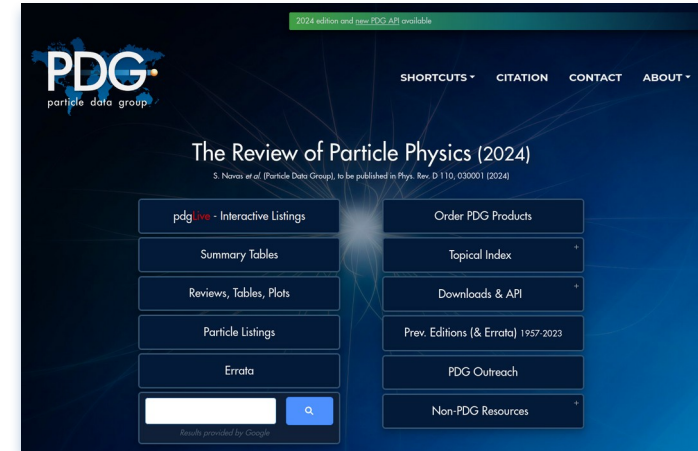 2024 edition and new PDG API available
PDG
particle data group
SHORTCUTS CITATION CONTACT ABOUT
The Review of Particle Physics (2024)
S. Navas et al. (Particle Data Group), to be published in Phys. Rev. D 110, 030001 (2024)
pdgLive - Interactive Listings
Summary Tables
Reviews, Tables, Plots
Particle Listings
Errata
Results provided by Google
Order PDG Products
Topical Index +
Downloads & API +
Prev. Editions (& Errata) 1957-2023
PDG Outreach
Non-PDG Resources +